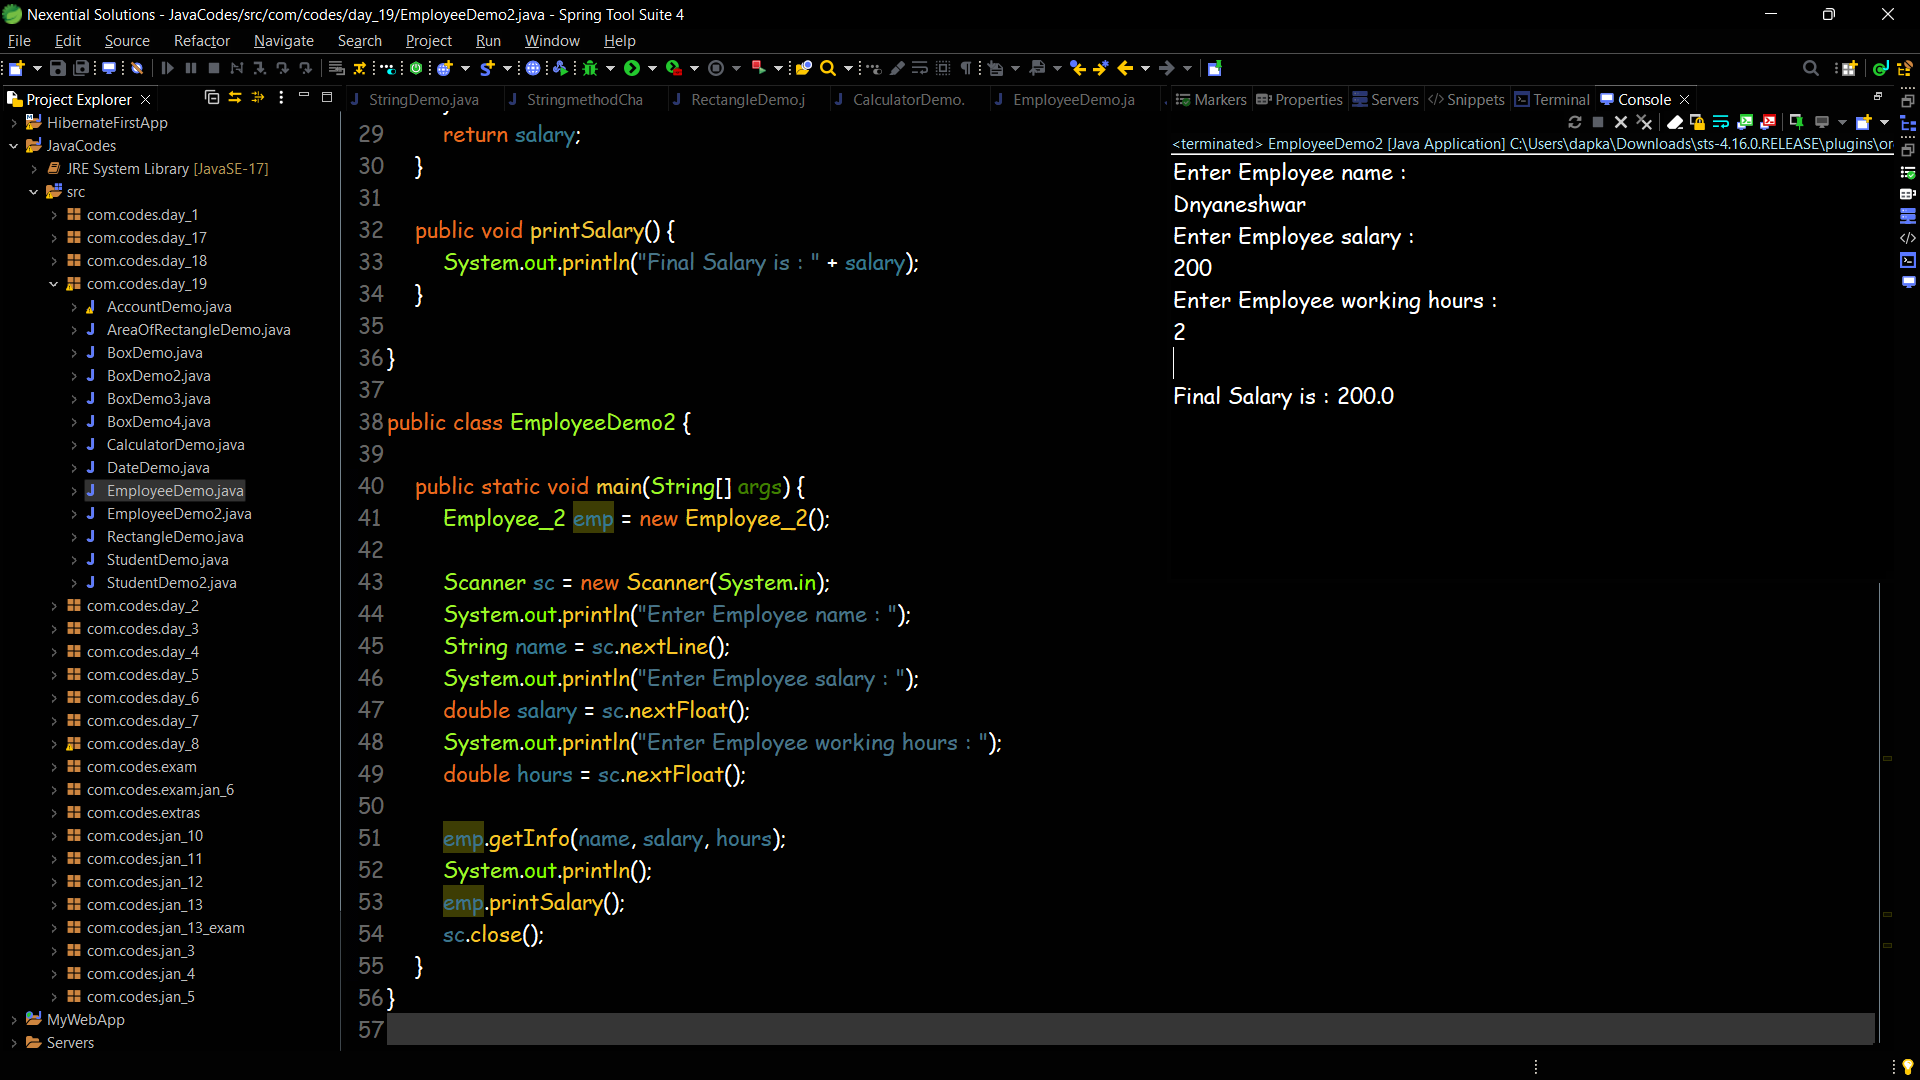 Nexential Solutions - JavaCodes/src/com/codes/day_19/EmployeeDemo2.java - Spring Tool Suite 4
File Edit Source Refactor Navigate Search Project Run Window Help
Project Explorer
HibernateFirstApp
JavaCodes
JRE System Library [JavaSE-17]
src
com.codes.day_1
com.codes.day_17
com.codes.day_18
com.codes.day_19
AccountDemo.java
AreaOfRectangleDemo.java
BoxDemo.java
BoxDemo2.java
BoxDemo3.java
BoxDemo4.java
CalculatorDemo.java
DateDemo.java
EmployeeDemo.java
EmployeeDemo2.java
RectangleDemo.java
StudentDemo.java
StudentDemo2.java
com.codes.day_2
com.codes.day_3
com.codes.day_4
com.codes.day_5
com.codes.day_6
com.codes.day_7
com.codes.day_8
com.codes.exam
com.codes.exam.jan_6
com.codes.extras
com.codes.jan_10
com.codes.jan_11
com.codes.jan_12
com.codes.jan_13
com.codes.jan_13_exam
com.codes.jan_3
com.codes.jan_4
com.codes.jan_5
MyWebApp
Servers
StringDemo.java StringmethodCha RectangleDemo.j CalculatorDemo. EmployeeDemo.ja
29 return salary;
30 }
31
32 public void printSalary() {
33 System.out.println("Final Salary is : " + salary);
34 }
35
36 }
37
38 public class EmployeeDemo2 {
39
40 public static void main(String[] args) {
41 Employee_2 emp = new Employee_2();
42
43 Scanner sc = new Scanner(System.in);
44 System.out.println("Enter Employee name : ");
45 String name = sc.nextLine();
46 System.out.println("Enter Employee salary : ");
47 double salary = sc.nextFloat();
48 System.out.println("Enter Employee working hours : ");
49 double hours = sc.nextFloat();
50
51 emp.getInfo(name, salary, hours);
52 System.out.println();
53 emp.printSalary();
54 sc.close();
55 }
56 }
57
Markers Properties Servers Snippets Terminal Console
<terminated> EmployeeDemo2 [Java Application] C:\Users\dapka\Downloads\sts-4.16.0.RELEASE\plugins\or
Enter Employee name :
Dnyaneshwar
Enter Employee salary :
200
Enter Employee working hours :
2
Final Salary is : 200.0